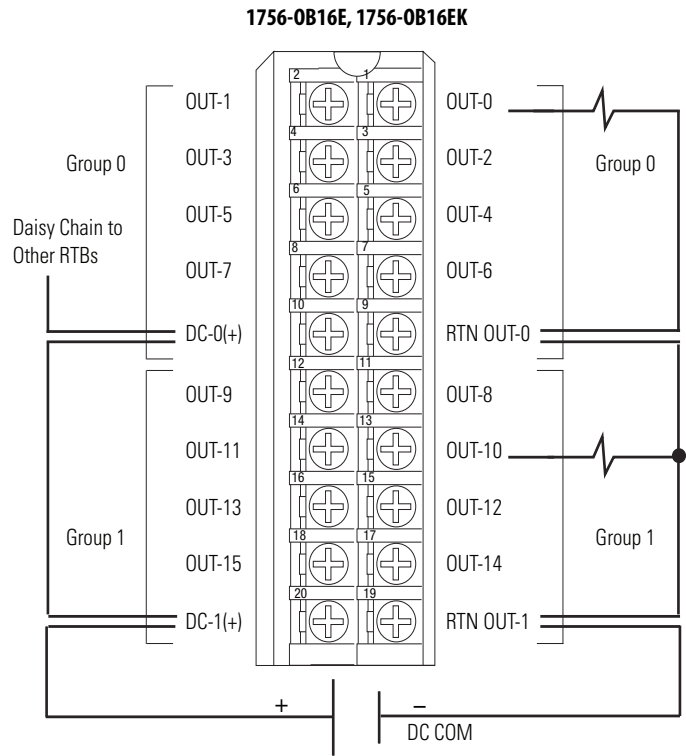 1756-OB16E, 1756-OB16EK
2 1
OUT-1 OUT-0
4 3
Group 0 OUT-3 OUT-2 Group 0
6 5
Daisy Chain to
Other RTBs
OUT-5 OUT-4
8 7
OUT-7 OUT-6
10 9
DC-0(+) RTN OUT-0
12 11
OUT-9 OUT-8
14 13
OUT-11 OUT-10
16 15
OUT-13 OUT-12
Group 1 Group 1
18 17
OUT-15 OUT-14
20 19
DC-1(+) RTN OUT-1
+ –
DC COM